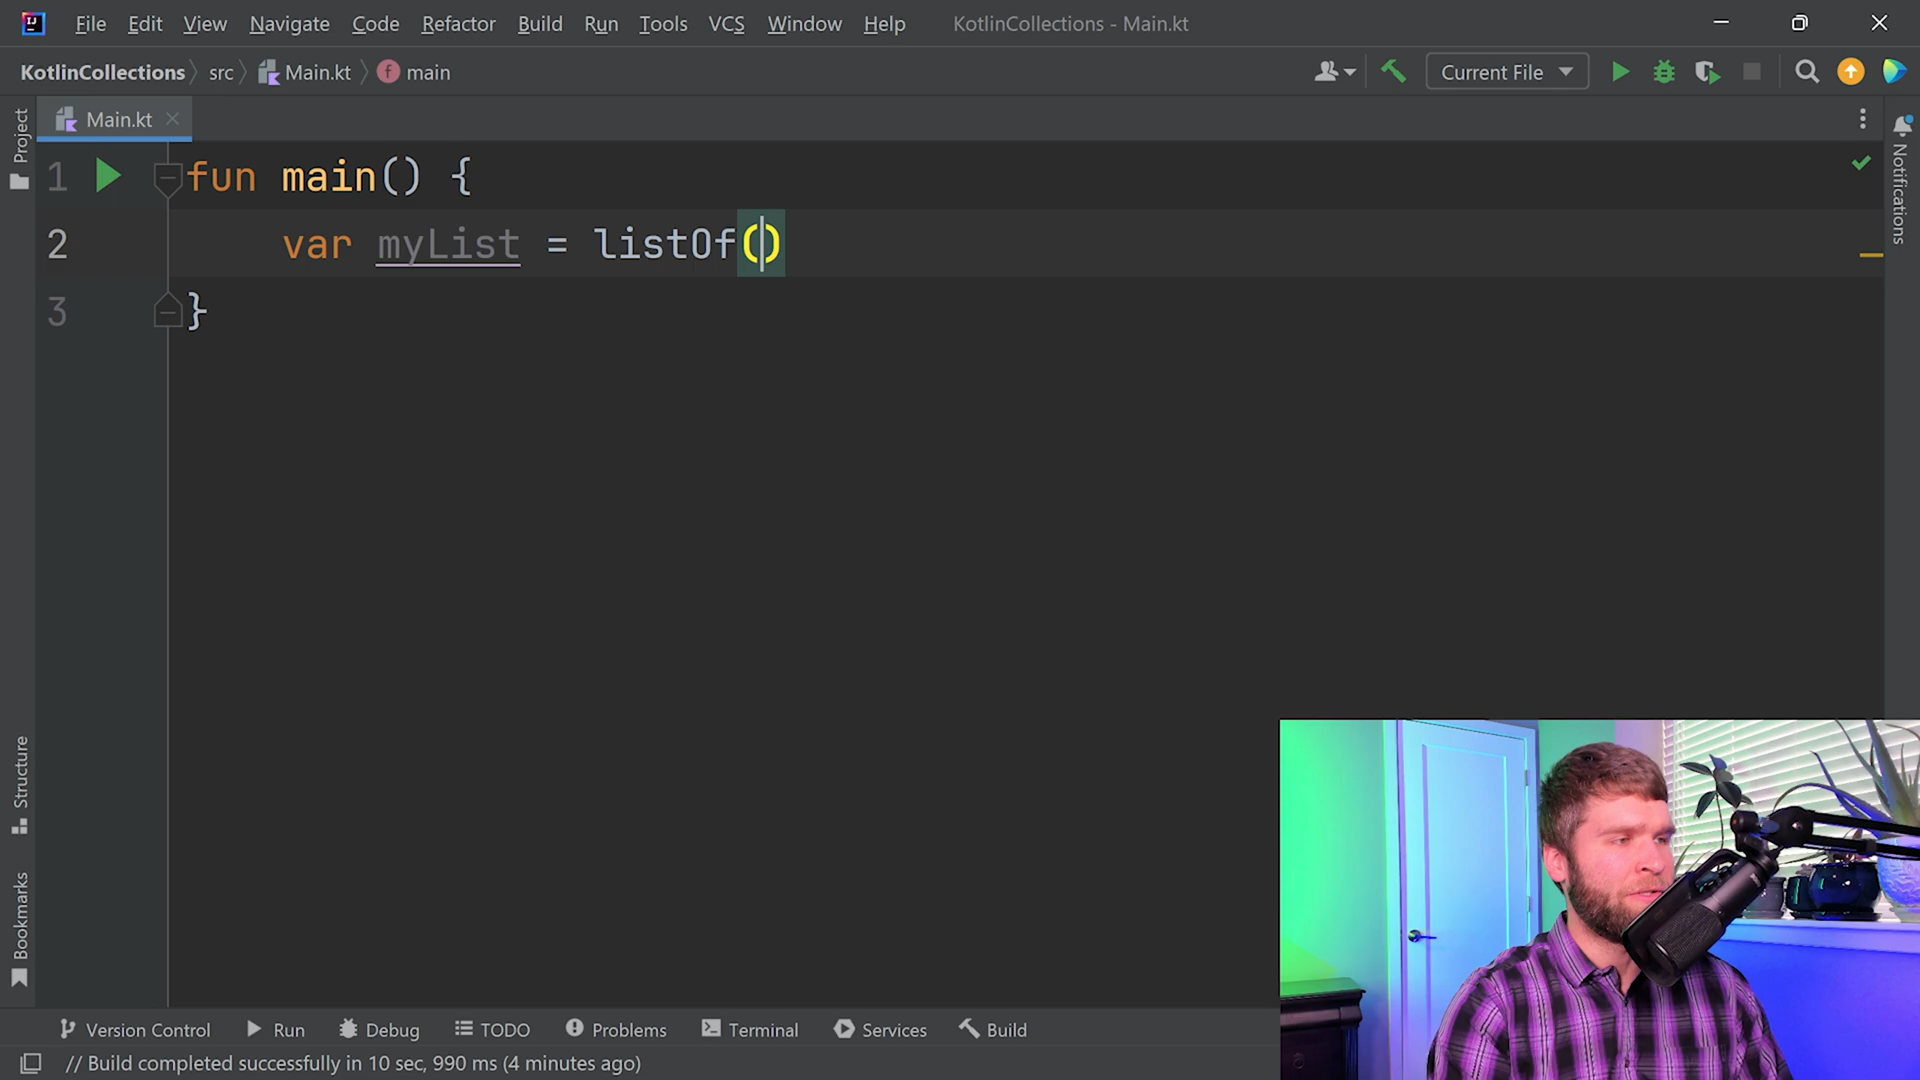 File Edit View Navigate Code Refactor Build Run Tools VCS Window Help KotlinCollections - Main.kt
KotlinCollections src Main.kt f main Current File
Project
Main.kt
Notifications
1 fun main() {
2 var myList = listOf()
3 }
Structure
Bookmarks
Version Control Run Debug TODO Problems Terminal Services Build
// Build completed successfully in 10 sec, 990 ms (4 minutes ago)